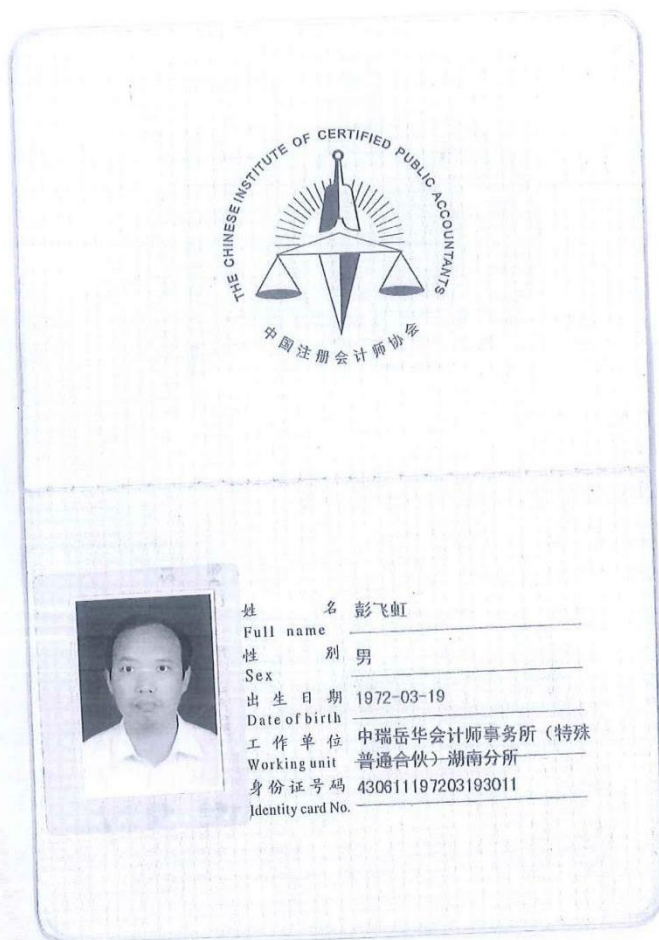 THE CHINESE INSTITUTE OF CERTIFIED PUBLIC ACCOUNTANTS
中国注册会计师协会
姓 名 彭飞虹
Full name
性 别 男
Sex
出生日期 1972-03-19
Date of birth
工作单位 中瑞岳华会计师事务所（特殊
Working unit 普通合伙）湖南分所
身份证号码 430611197203193011
Identity card No.